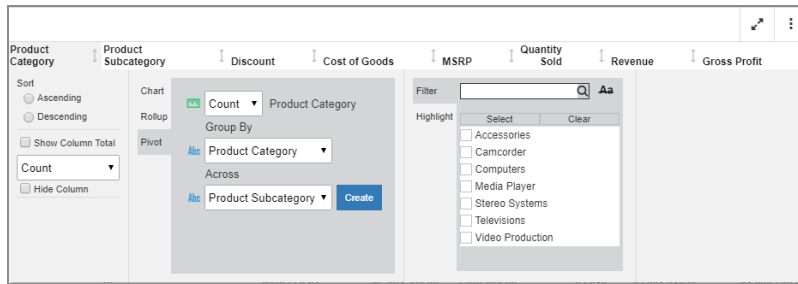 Product Category
Product Subcategory
Discount
Cost of Goods
MSRP
Quantity Sold
Revenue
Gross Profit
Sort
Ascending
Descending
Show Column Total
Count
Hide Column
Chart
Rollup
Pivot
Count Product Category
Group By
Abc Product Category
Across
Abc Product Subcategory Create
Filter
Aa
Highlight
Select Clear
Accessories
Camcorder
Computers
Media Player
Stereo Systems
Televisions
Video Production